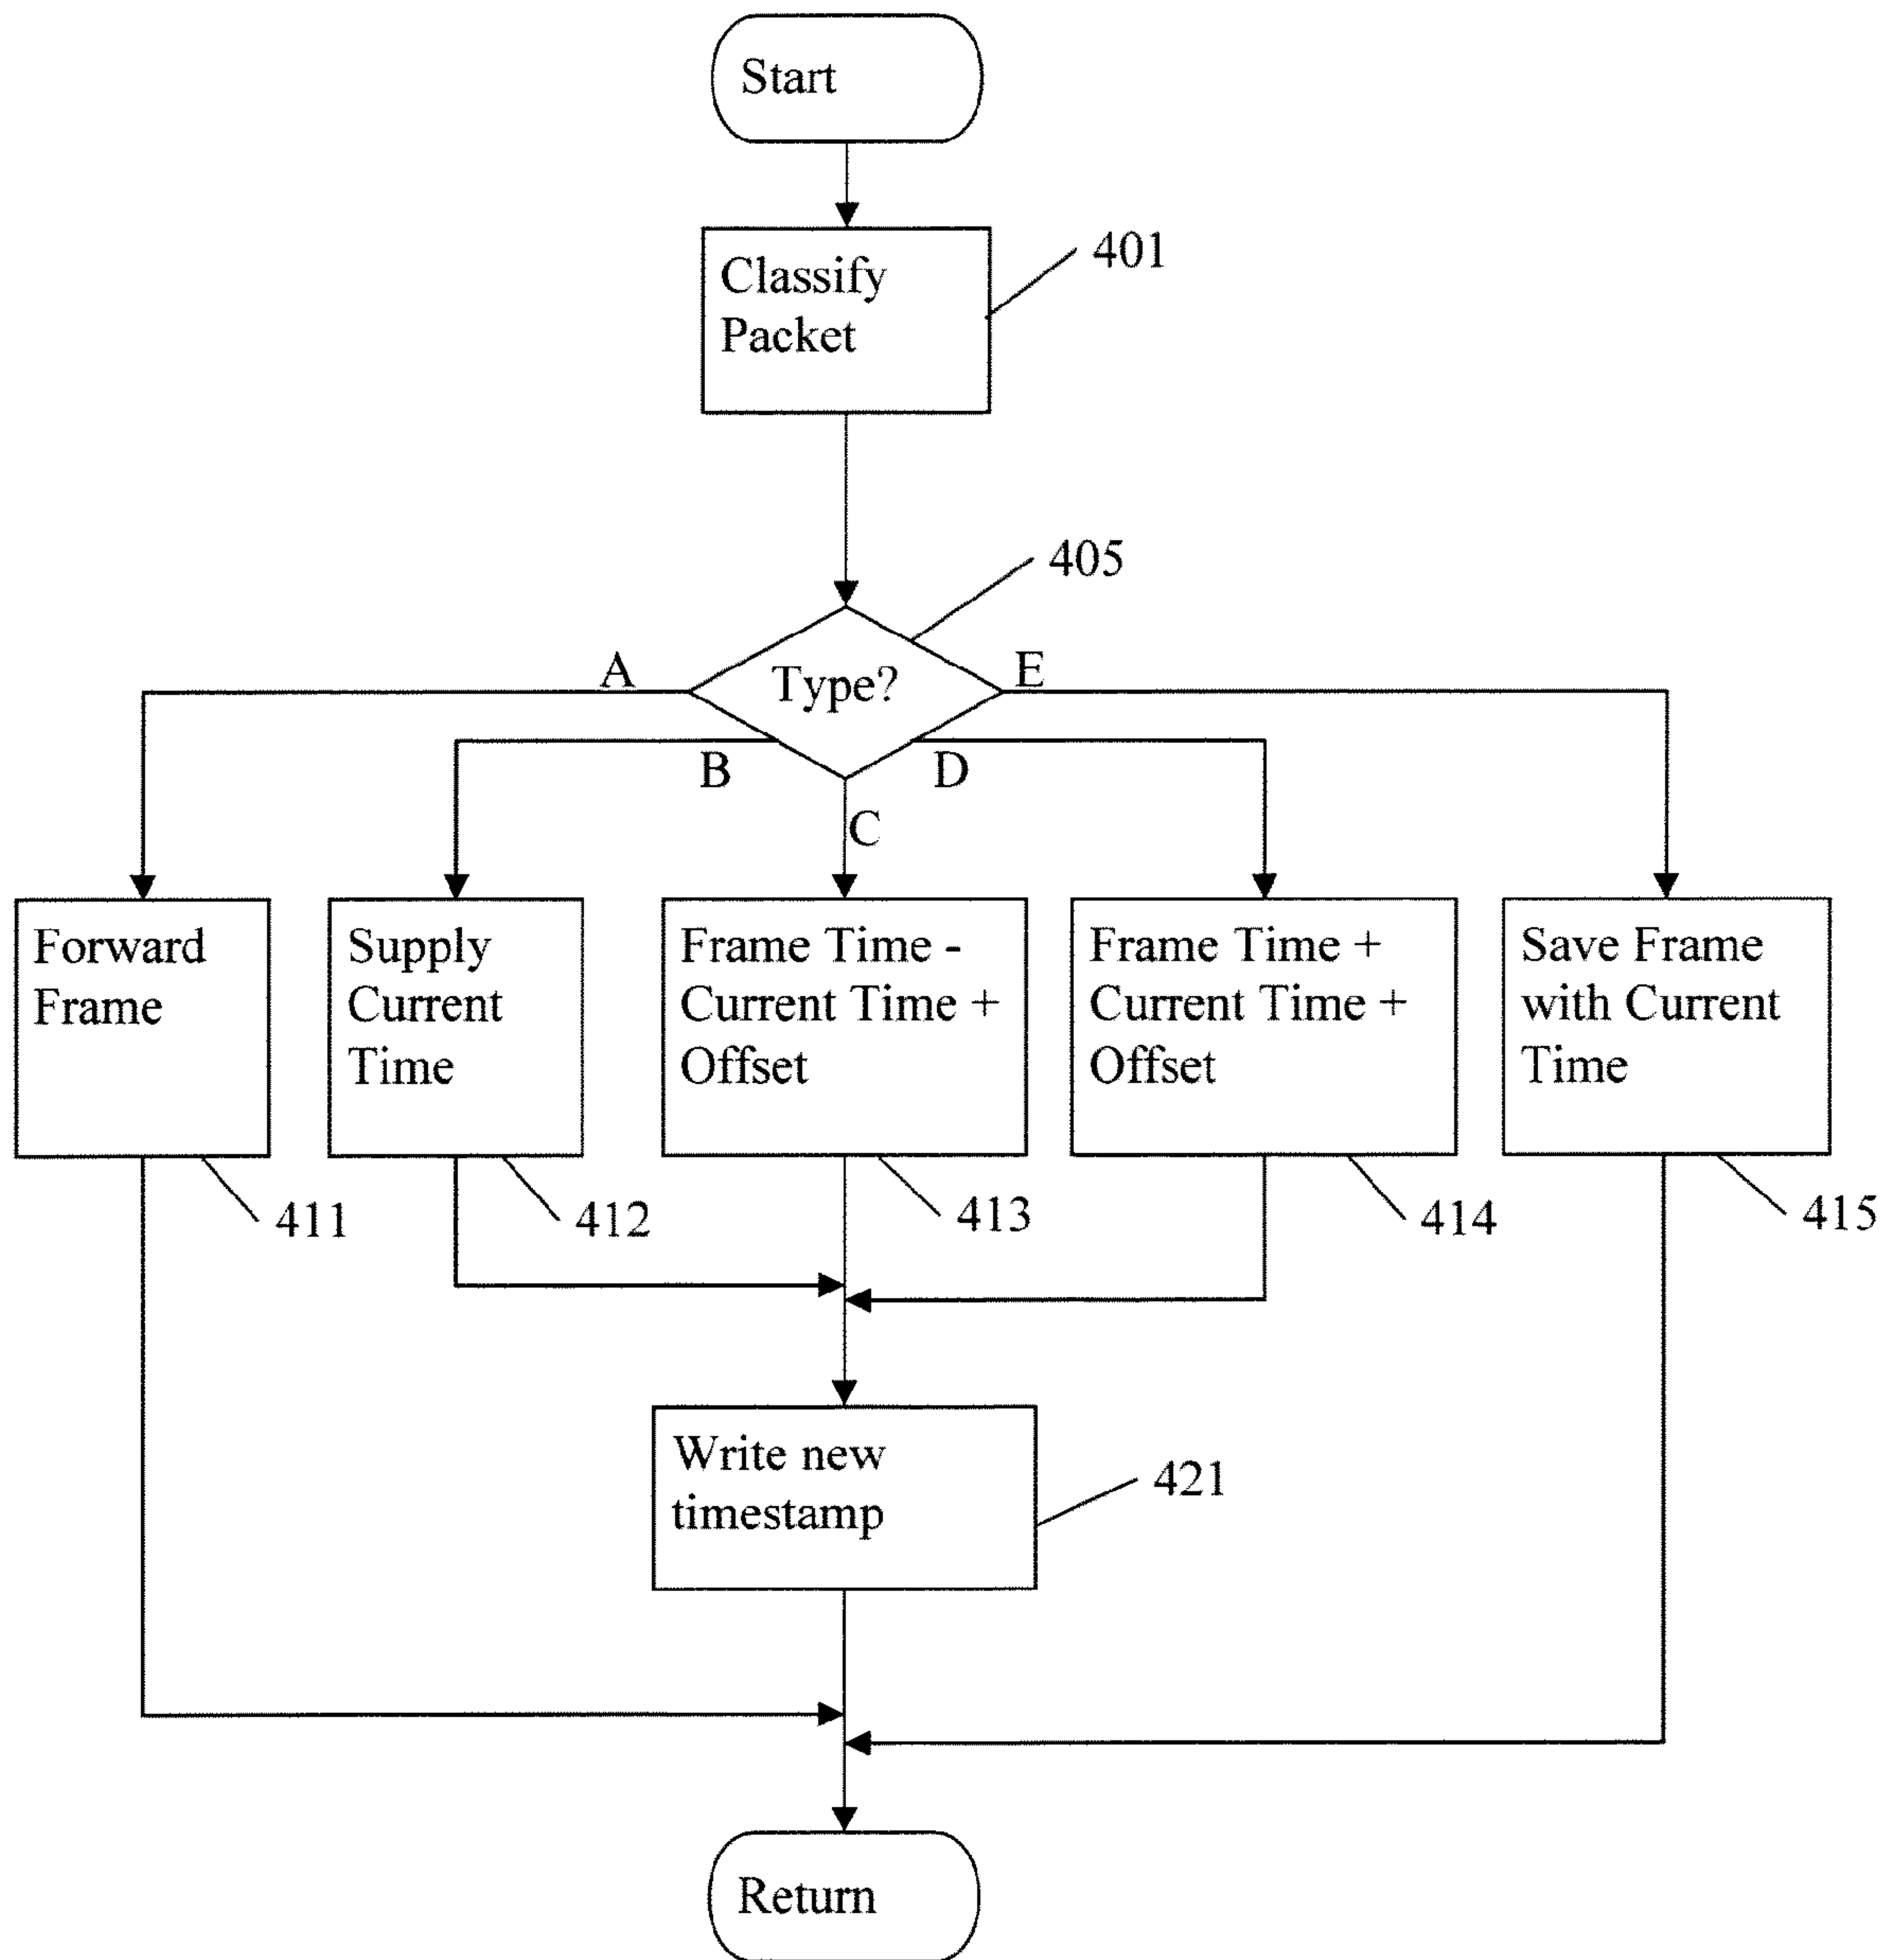 Start
Classify
Packet
401
405
Type?
A
B
C
D
E
Forward
Frame
411
Supply
Current
Time
412
Frame Time -
Current Time +
Offset
413
Frame Time +
Current Time +
Offset
414
Save Frame
with Current
Time
415
Write new
timestamp
421
Return